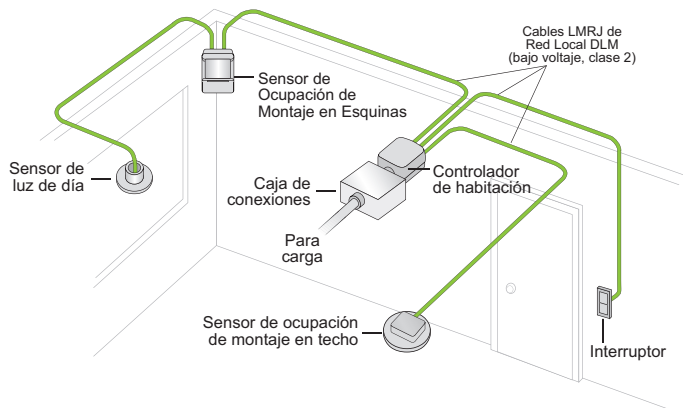 Cables LMRJ de
Red Local DLM
(bajo voltaje, clase 2)
Sensor de
Ocupación de
Montaje en Esquinas
Sensor de
luz de día
Controlador
de habitación
Caja de
conexiones
Para
carga
Sensor de ocupación
de montaje en techo
Interruptor